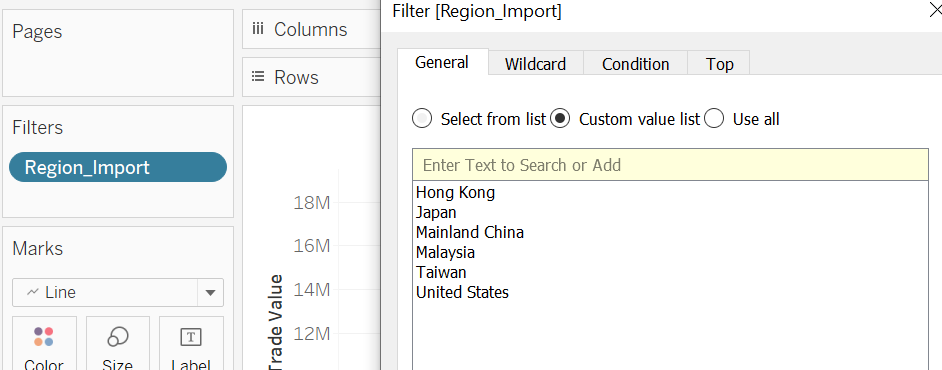 Pages
Columns
Rows
Filters
Region_Import
Marks
Line
Color
Size
Label
18M
16M
14M
12M
Trade Value
Filter [Region_Import]
General
Wildcard
Condition
Top
Select from list
Custom value list
Use all
Enter Text to Search or Add
Hong Kong
Japan
Mainland China
Malaysia
Taiwan
United States